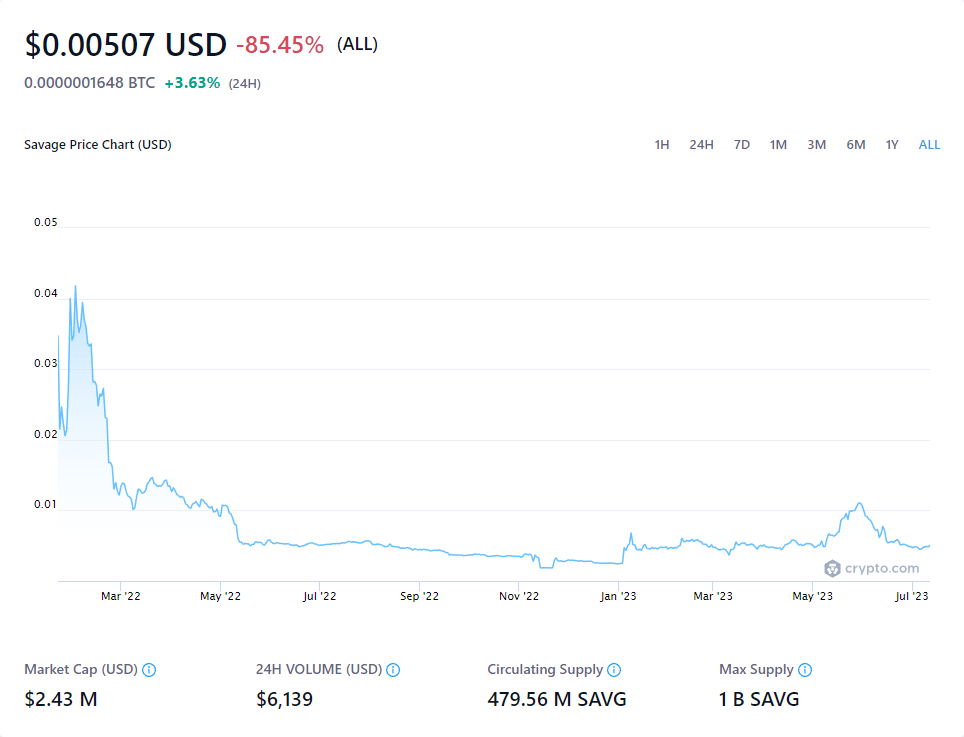 $0.00507 USD -85.45% (ALL)
0.0000001648 BTC +3.63% (24H)
Savage Price Chart (USD) 1H 24H 7D 1M 3M 6M 1Y ALL
0.05
0.04
0.03
0.02
0.01
crypto.com
Mar '22 May '22 Jul '22 Sep '22 Nov '22 Jan '23 Mar '23 May '23 Jul '23
Market Cap (USD) 24H VOLUME (USD) Circulating Supply Max Supply
$2.43 M $6,139 479.56 M SAVG 1 B SAVG